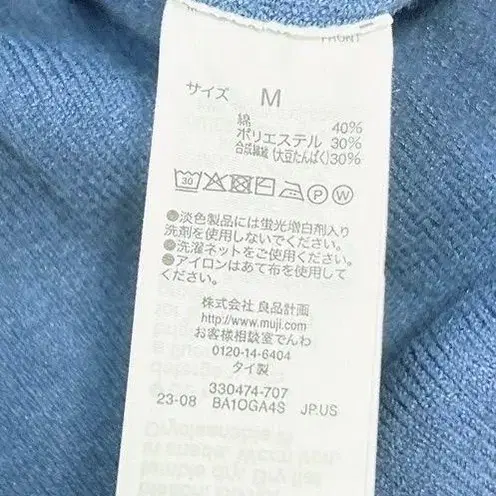 FRONT
サイズ M
綿 40%
ポリエステル 30%
合成繊維(大豆たんぱく)30%
30 P W
●淡色製品には蛍光増白剤入り
洗剤を使用しないでください。
●洗濯ネットをご使用ください。
●アイロンはあて布を使用してください。
株式会社 良品計画
http://www.muji.com
お客様相談室でんわ
0120-14-6404
タイ製
330474-707
23-08 BA1OGA4S JP.US